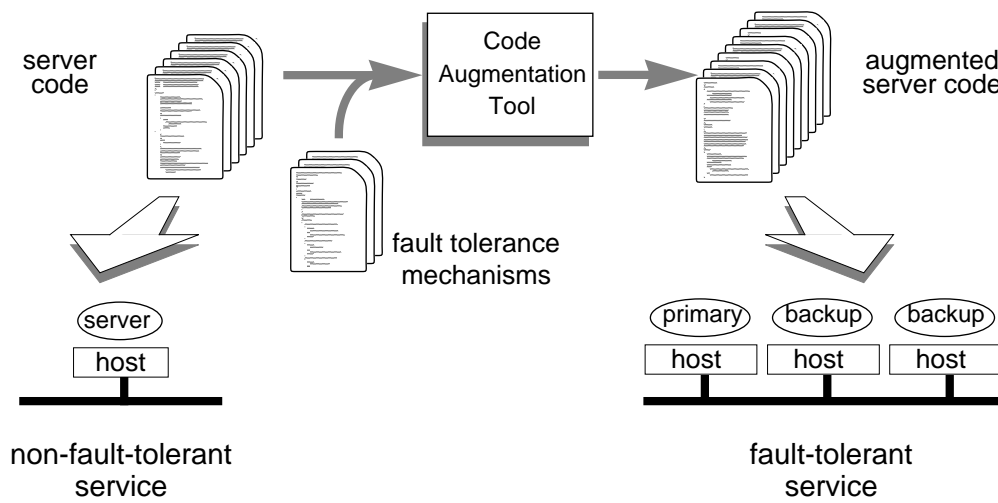 server
code
Code
Augmentation
Tool
augmented
server code
fault tolerance
mechanisms
server
host
primary
backup
backup
host
host
host
non-fault-tolerant
service
fault-tolerant
service